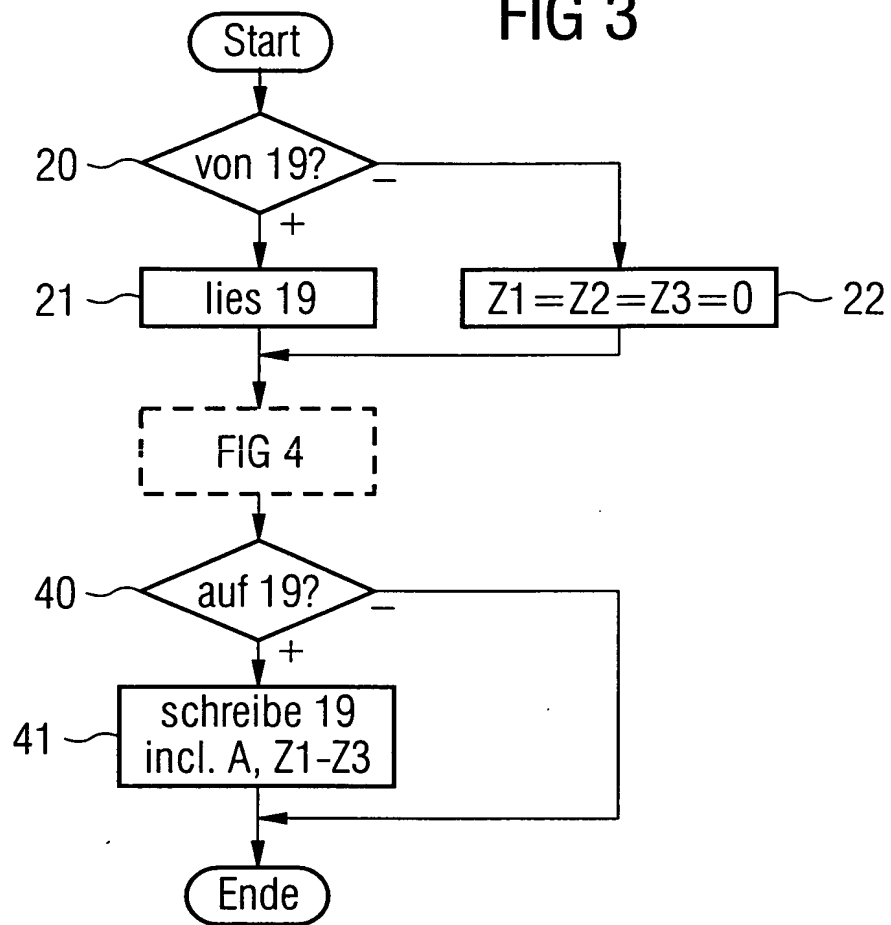 FIG 3
Start
20
von 19?
−
+
21
lies 19
Z1=Z2=Z3=0
22
FIG 4
40
auf 19?
−
+
41
schreibe 19
incl. A, Z1-Z3
Ende